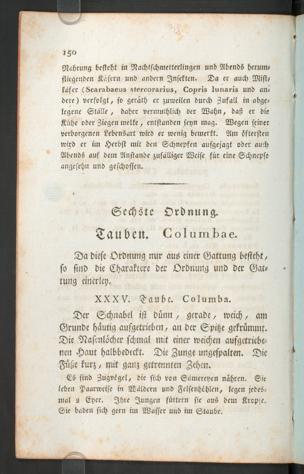 150
Nahrung besteht in Nachtschmetterlingen und Abends herum-
fliegenden Käfern und andern Insekten. Da er auch Mist-
käfer (Scarabaeus stercorarius, Copris lunaris und an-
dere) verfolgt, so geräth er zuweilen durch Zufall in abge-
legene Ställe, daher vermuthlich der Wahn, daß er die
Kühe oder Ziegen melke, entstanden seyn mag. Wegen seiner
verborgenen Lebensart wird er wenig bemerkt. Am öftersten
wird er im Herbst mit den Schnepfen aufgejagt oder auch
Abends auf dem Anstande zufälliger Weise für eine Schnepfe
angesehn und geschossen.
Sechste Ordnung.
Tauben. Columbae.
Da diese Ordnung nur aus einer Gattung besteht,
so sind die Charaktere der Ordnung und der Gat-
tung einerley.
XXXV. Taube. Columba.
Der Schnabel ist dünn, gerade, weich, am
Grunde häutig aufgetrieben, an der Spitze gekrümmt.
Die Nasenlöcher schmal mit einer weichen aufgetriebe-
nen Haut halbbedeckt. Die Zunge ungespalten. Die
Füße kurz, mit ganz getrennten Zehen.
Es sind Zugvögel, die sich von Sämereyen nähren. Sie
leben Paarweise in Wäldern und Felsenhöhlen, legen jedes-
mal 2 Eyer. Ihre Jungen füttern sie aus dem Kropfe.
Sie baden sich gern im Wasser und im Staube.